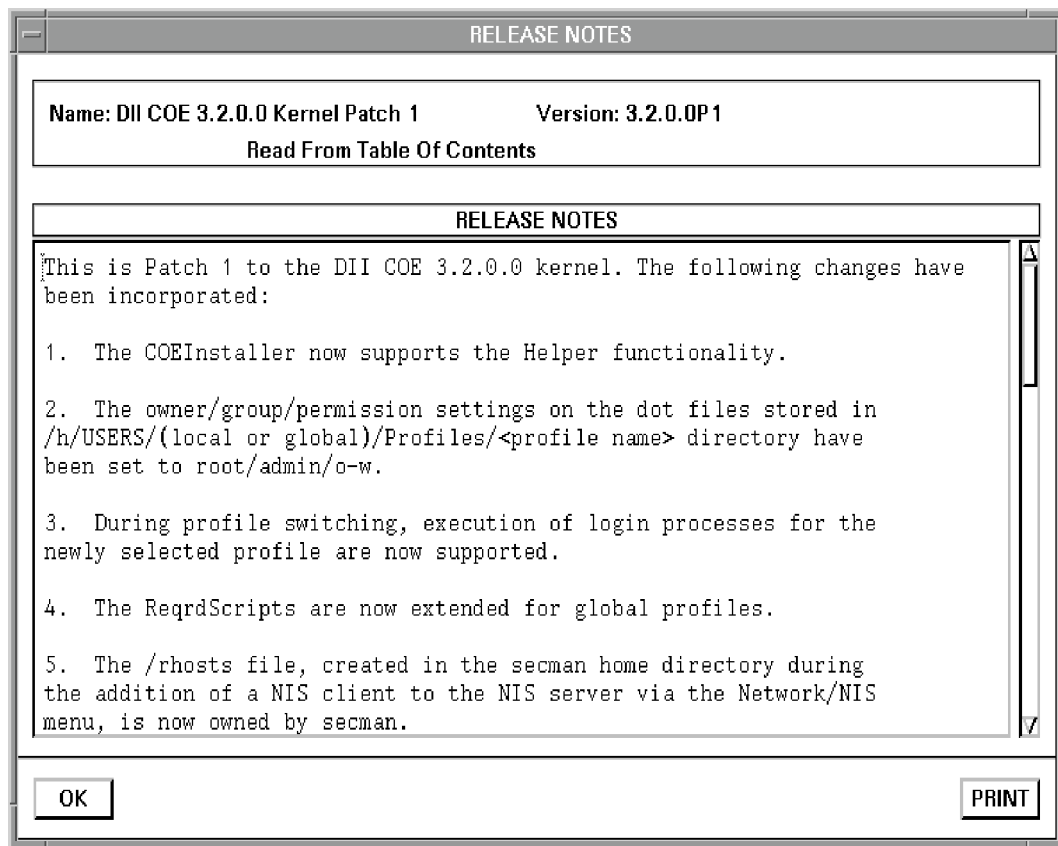 RELEASE NOTES
Name: DII COE 3.2.0.0 Kernel Patch 1 Version: 3.2.0.0P1
Read From Table Of Contents
RELEASE NOTES
This is Patch 1 to the DII COE 3.2.0.0 kernel. The following changes have
been incorporated:
1. The COEInstaller now supports the Helper functionality.
2. The owner/group/permission settings on the dot files stored in
/h/USERS/(local or global)/Profiles/<profile name> directory have
been set to root/admin/o-w.
3. During profile switching, execution of login processes for the
newly selected profile are now supported.
4. The ReqrdScripts are now extended for global profiles.
5. The /rhosts file, created in the secman home directory during
the addition of a NIS client to the NIS server via the Network/NIS
menu, is now owned by secman.
OK PRINT